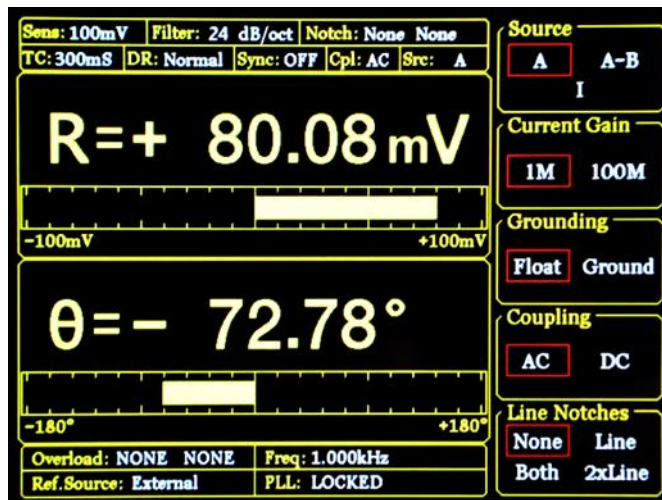 Sens: 100mV Filter: 24 dB/oct Notch: None None
TC: 300mS DR: Normal Sync: OFF Cpl: AC Src: A
R=+ 80.08 mV
-100mV +100mV
θ=- 72.78°
-180° +180°
Overload: NONE NONE Freq: 1.000kHz
Ref.Source: External PLL: LOCKED
Source
A A-B
I
Current Gain
1M 100M
Grounding
Float Ground
Coupling
AC DC
Line Notches
None Line
Both 2xLine